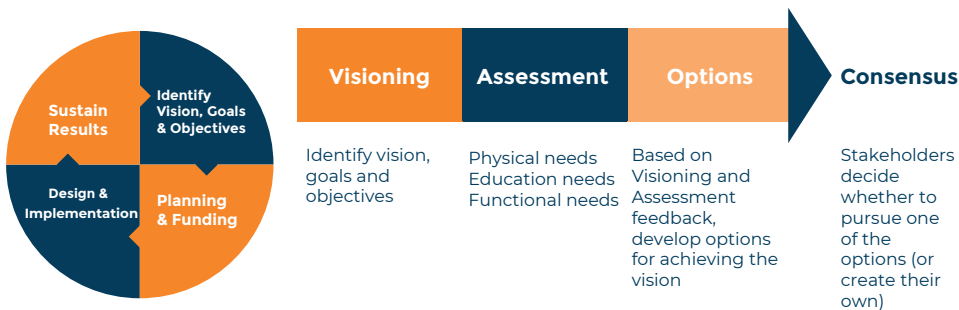 Sustain
Results
Identify
Vision, Goals
& Objectives
Design &
Implementation
Planning
& Funding
Visioning
Assessment
Options
Consensus
Identify vision,
goals and
objectives
Physical needs
Education needs
Functional needs
Based on
Visioning and
Assessment
feedback,
develop options
for achieving the
vision
Stakeholders
decide
whether to
pursue one
of the
options (or
create their
own)